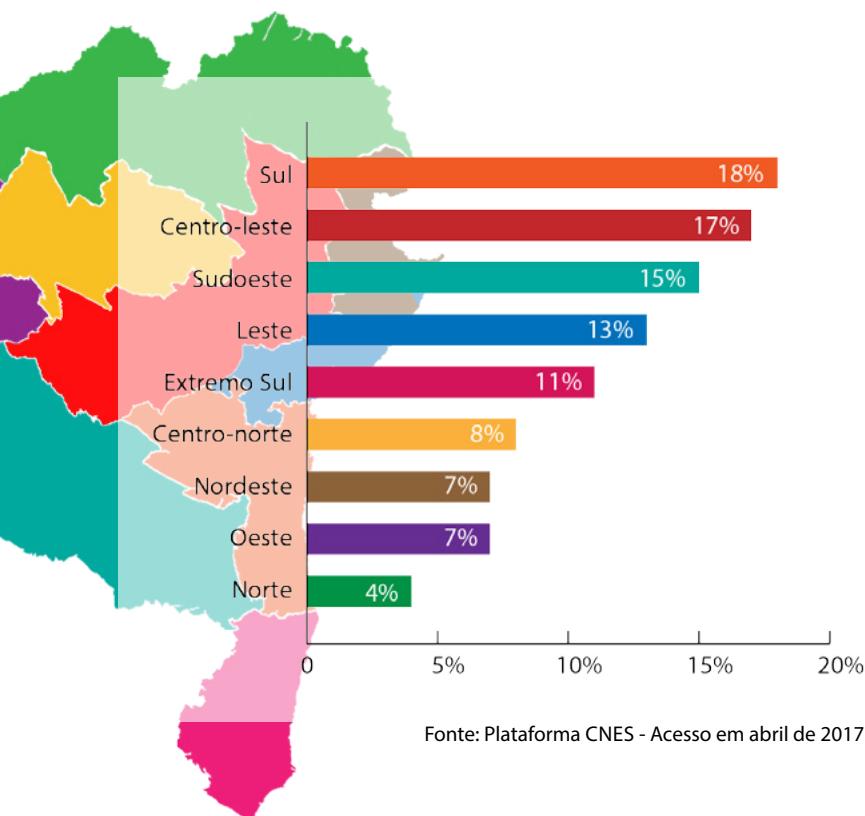 Sul 18%
Centro-leste 17%
Sudoeste 15%
Leste 13%
Extremo Sul 11%
Centro-norte 8%
Nordeste 7%
Oeste 7%
Norte 4%
0 5% 10% 15% 20%
Fonte: Plataforma CNES - Acesso em abril de 2017